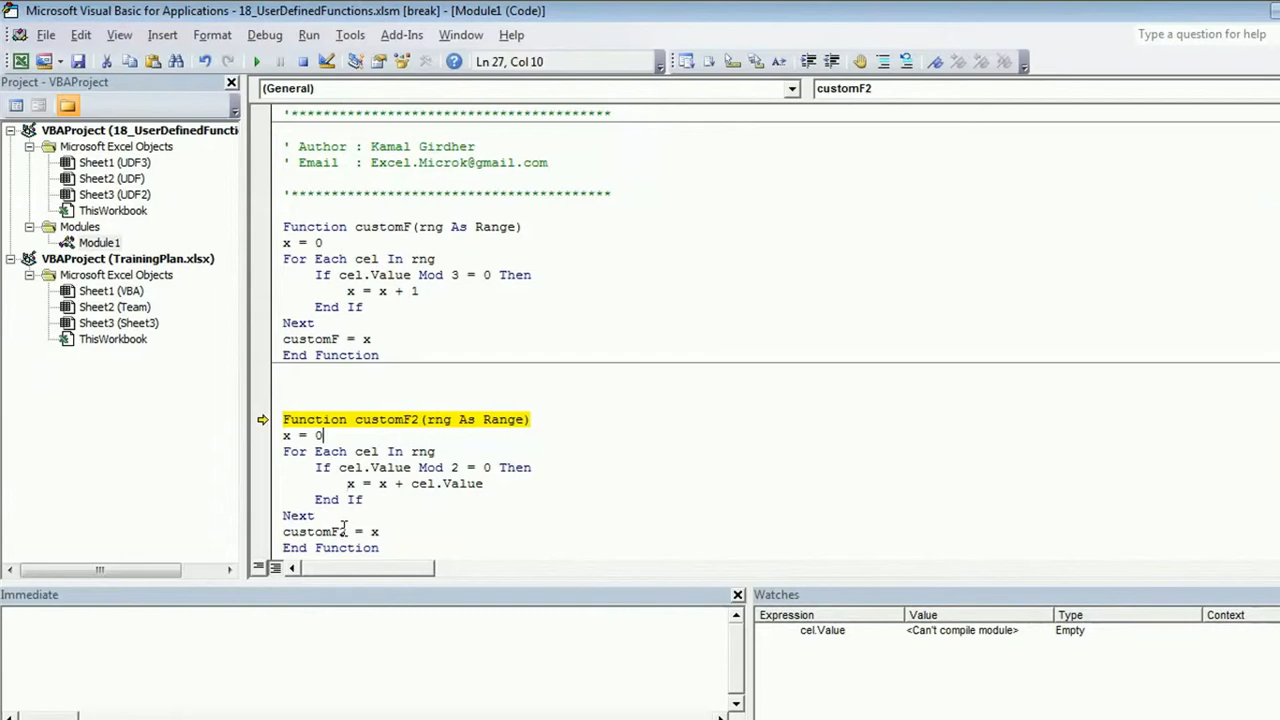 Microsoft Visual Basic for Applications - 18_UserDefinedFunctions.xlsm [break] - [Module1 (Code)]
File Edit View Insert Format Debug Run Tools Add-Ins Window Help
Type a question for help
Ln 27, Col 10
Project - VBAProject
(General)
customF2
VBAProject (18_UserDefinedFuncti
Microsoft Excel Objects
Sheet1 (UDF3)
Sheet2 (UDF)
Sheet3 (UDF2)
ThisWorkbook
Modules
Module1
VBAProject (TrainingPlan.xlsx)
Microsoft Excel Objects
Sheet1 (VBA)
Sheet2 (Team)
Sheet3 (Sheet3)
ThisWorkbook
'*****************************************
' Author : Kamal Girdher
' Email  : Excel.Microk@gmail.com
'*****************************************
Function customF(rng As Range)
x = 0
For Each cel In rng
If cel.Value Mod 3 = 0 Then
x = x + 1
End If
Next
customF = x
End Function
Function customF2(rng As Range)
x = 0
For Each cel In rng
If cel.Value Mod 2 = 0 Then
x = x + cel.Value
End If
Next
customF2 = x
End Function
Immediate
Watches
Expression Value Type Context
cel.Value <Can't compile module> Empty